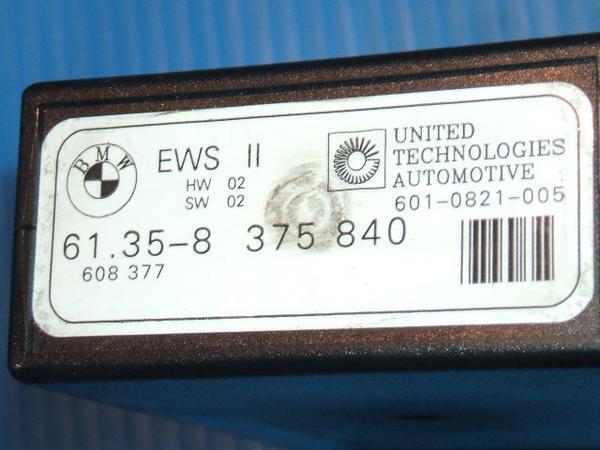 BMW
EWS II
HW 02
SW 02
UNITED
TECHNOLOGIES
AUTOMOTIVE
601-0821-005
61.35-8 375 840
608 377